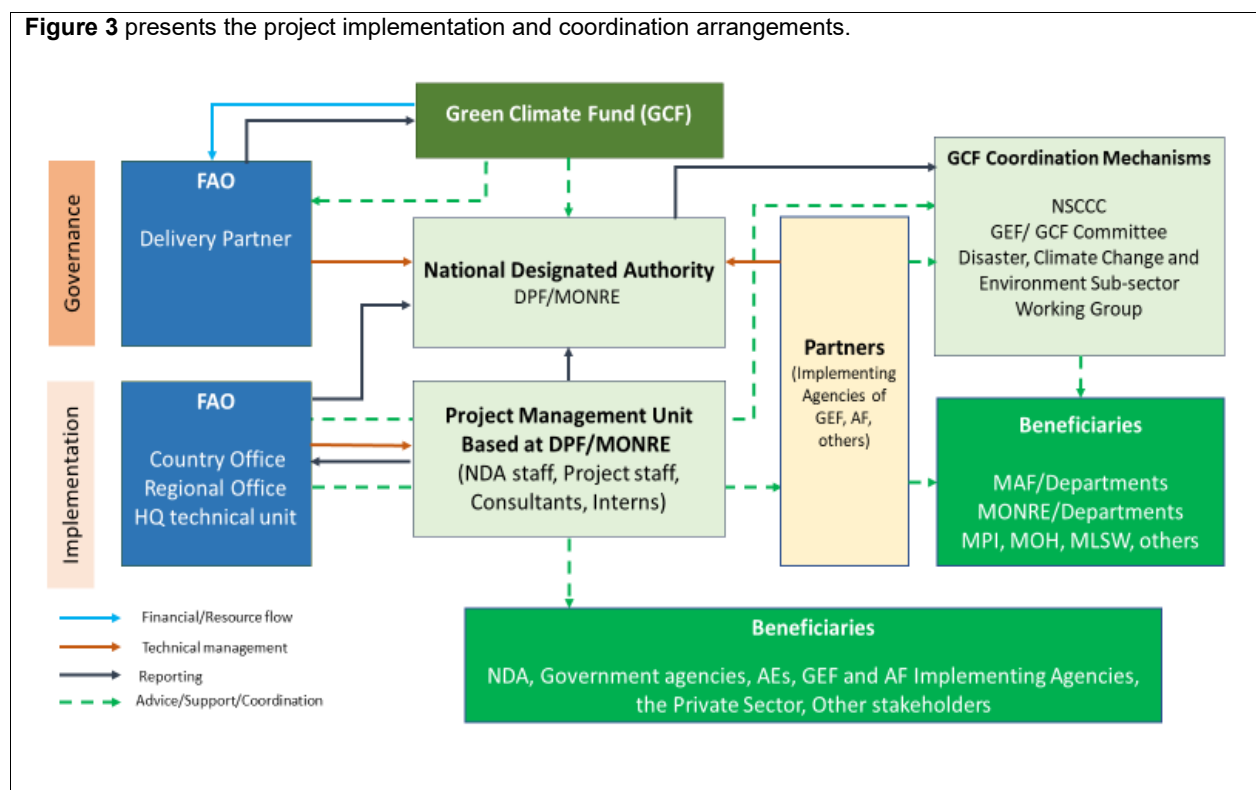 Figure 3 presents the project implementation and coordination arrangements.
Green Climate Fund (GCF)
Governance
FAO
Delivery Partner
National Designated Authority
DPF/MONRE
GCF Coordination Mechanisms
NSCCC
GEF/ GCF Committee
Disaster, Climate Change and
Environment Sub-sector
Working Group
Partners
(Implementing
Agencies of
GEF, AF,
others)
Implementation
FAO
Country Office
Regional Office
HQ technical unit
Project Management Unit
Based at DPF/MONRE
(NDA staff, Project staff,
Consultants, Interns)
Beneficiaries
MAF/Departments
MONRE/Departments
MPI, MOH, MLSW, others
Financial/Resource flow
Technical management
Reporting
Advice/Support/Coordination
Beneficiaries
NDA, Government agencies, AEs, GEF and AF Implementing Agencies,
the Private Sector, Other stakeholders